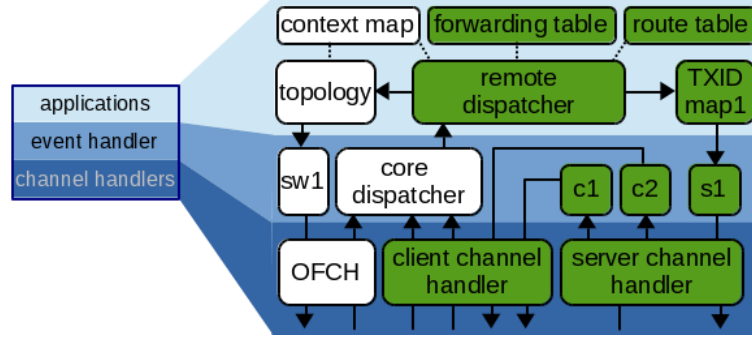 context map
forwarding table
route table
topology
remote
dispatcher
TXID
map1
applications
event handler
channel handlers
sw1
core
dispatcher
c1
c2
s1
OFCH
client channel
handler
server channel
handler